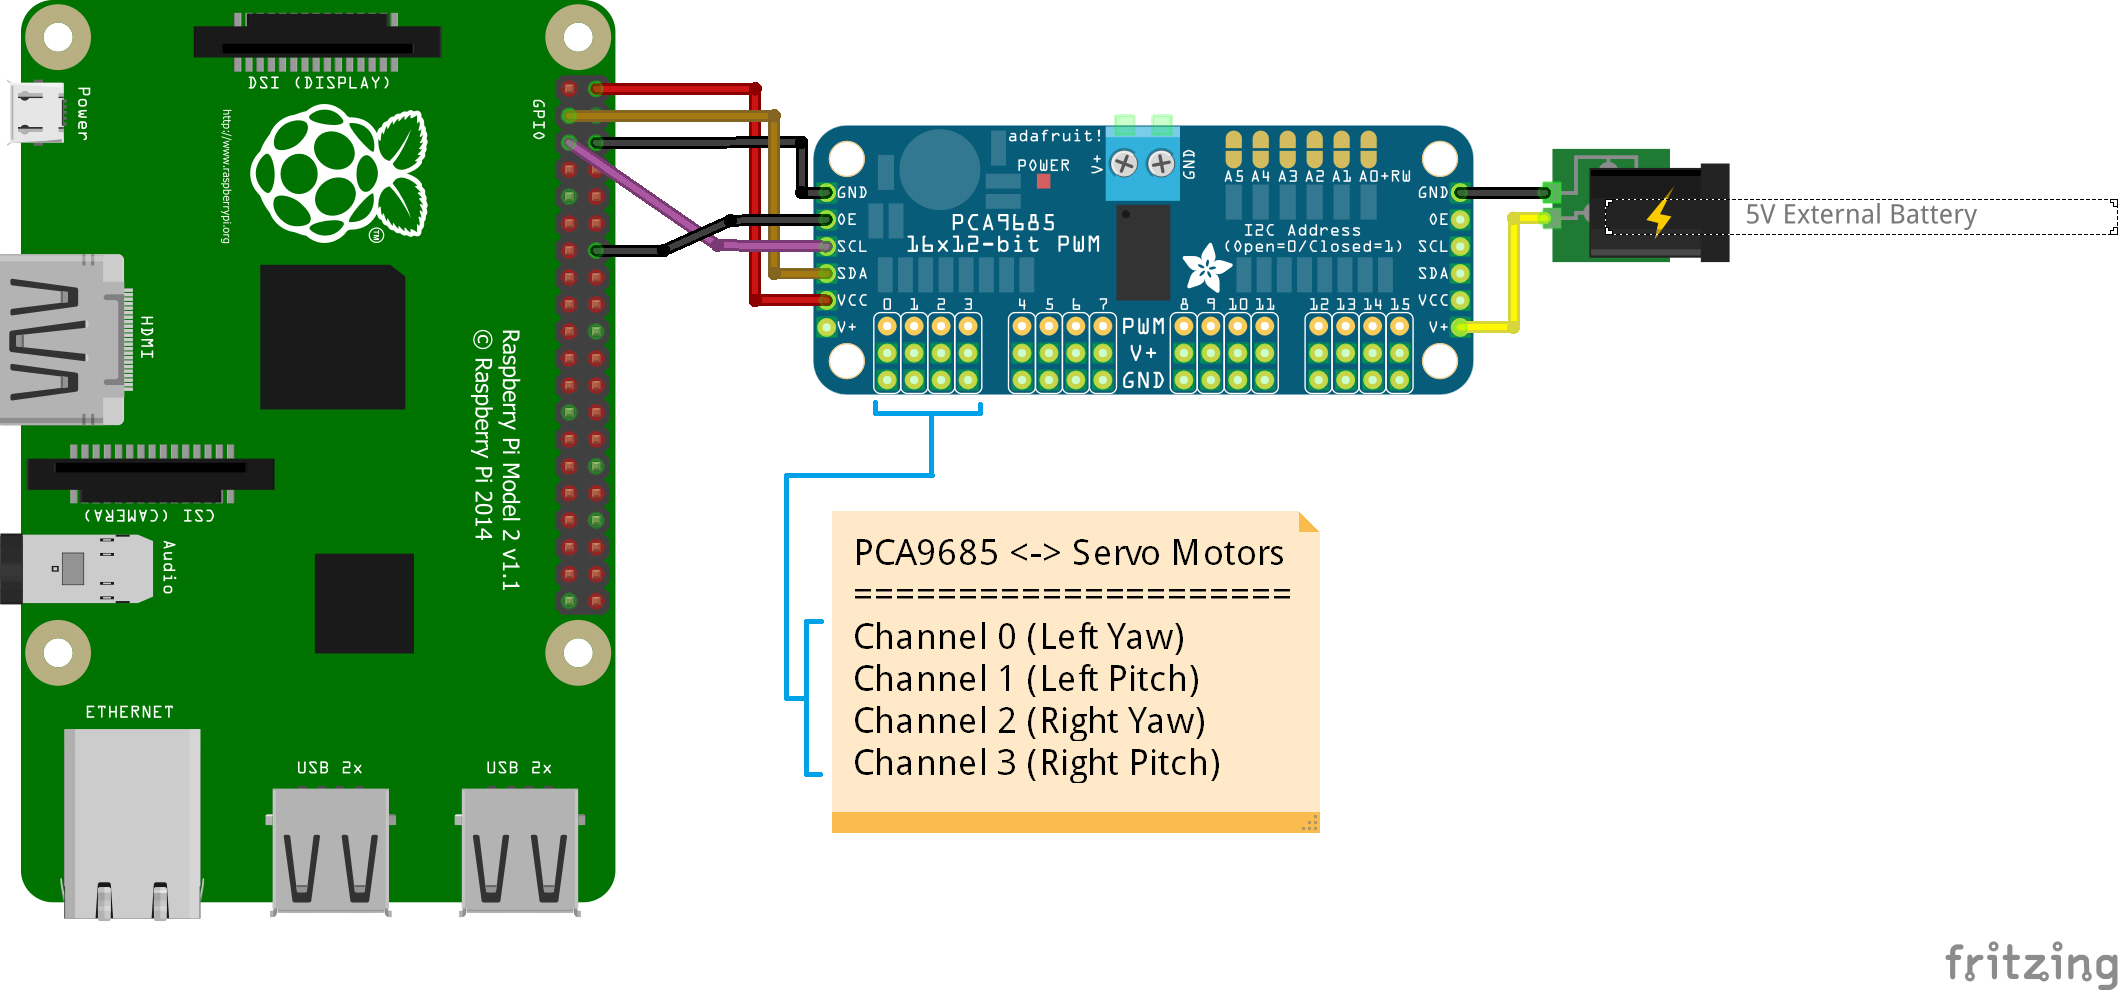 DSI (DISPLAY)
Power
http://www.raspberrypi.org
TM
GPIO
HDMI
Raspberry Pi Model 2 v1.1
© Raspberry Pi 2014
CSI (CAMERA)
Audio
ETHERNET
USB 2x
USB 2x
adafruit!
POWER
V+
GND
A5 A4 A3 A2 A1 A0+RW
GND
OE
SCL
SDA
VCC
V+
PCA9685
16x12-bit PWM
I2C Address
(Open=0/Closed=1)
GND
OE
SCL
SDA
VCC
V+
0 1 2 3 4 5 6 7 8 9 10 11 12 13 14 15
PWM
V+
GND
5V External Battery
PCA9685 <-> Servo Motors
=====================
Channel 0 (Left Yaw)
Channel 1 (Left Pitch)
Channel 2 (Right Yaw)
Channel 3 (Right Pitch)
fritzing